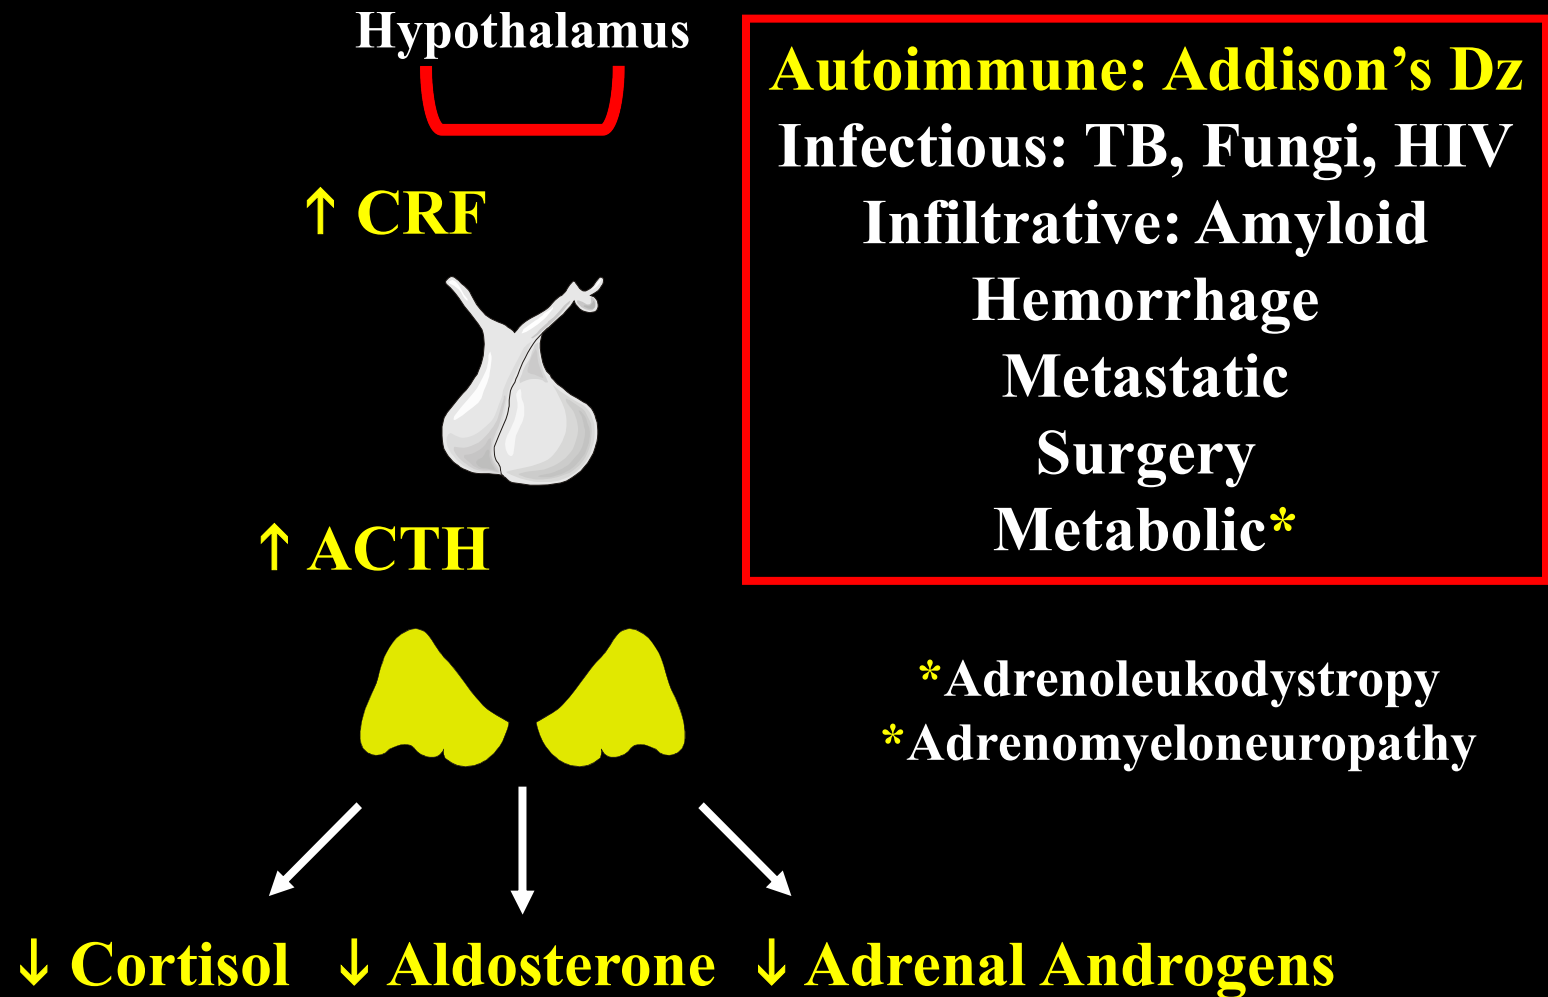 Hypothalamus
↑ CRF
↑ ACTH
↓ Cortisol ↓ Aldosterone ↓ Adrenal Androgens
Autoimmune: Addison’s Dz
Infectious: TB, Fungi, HIV
Infiltrative: Amyloid
Hemorrhage
Metastatic
Surgery
Metabolic*
*Adrenoleukodystropy
*Adrenomyeloneuropathy